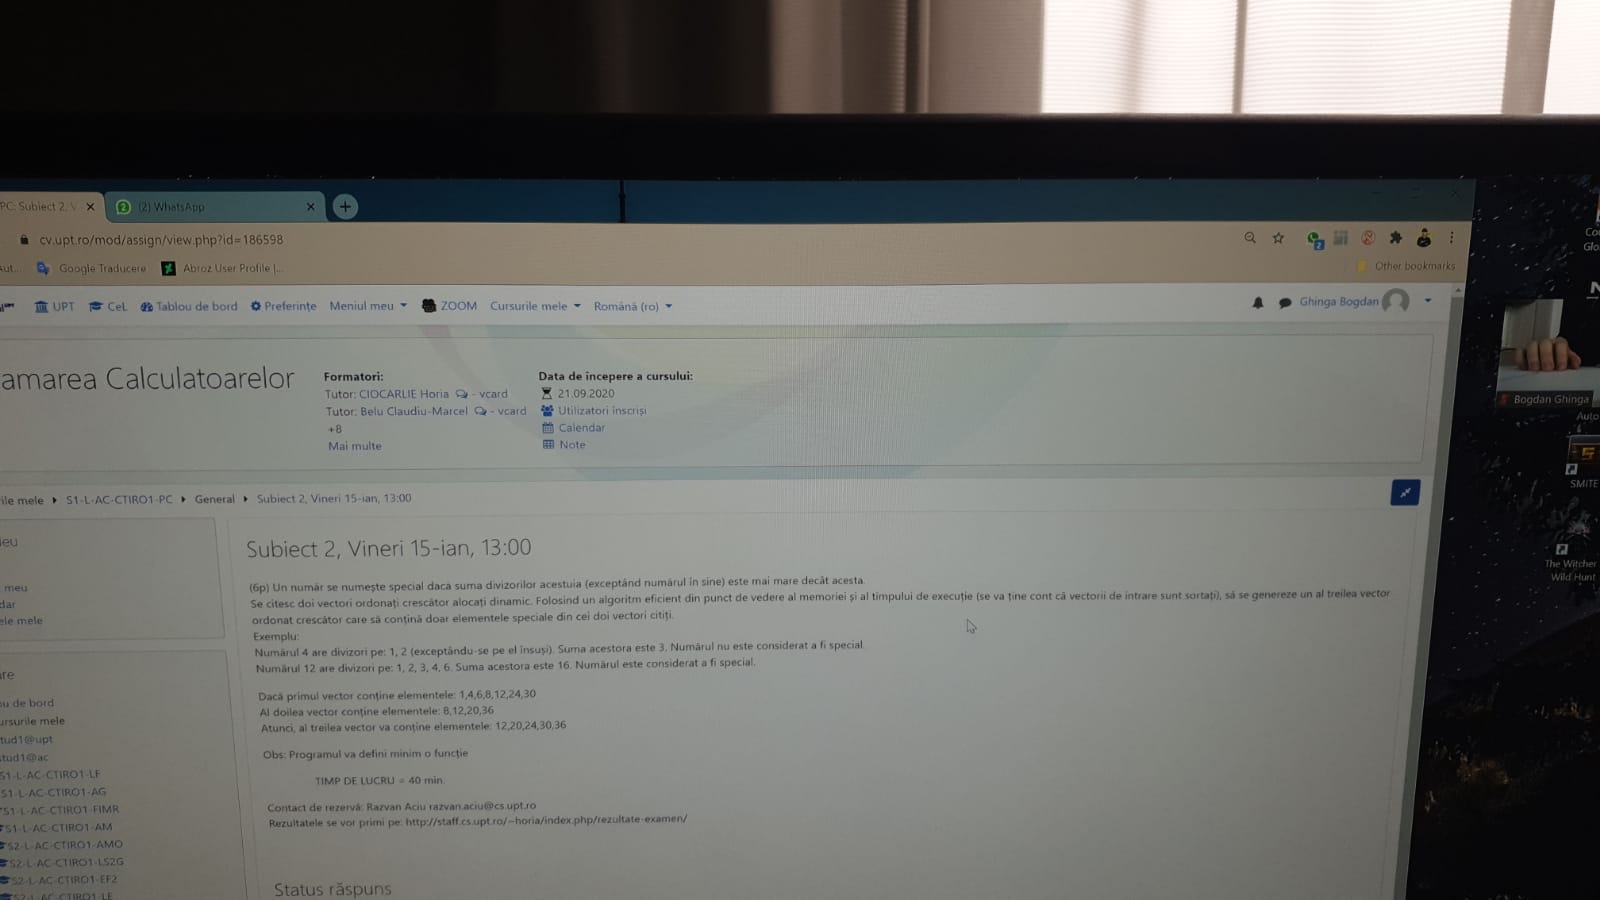 PC: Subiect 2, V
(2) WhatsApp
cv.upt.ro/mod/assign/view.php?id=186598
Google Traducere
Abroz User Profile |...
Other bookmarks
UPT
CeL
Tablou de bord
Preferințe
Meniul meu
ZOOM
Cursurile mele
Română (ro)
Ghinga Bogdan
amarea Calculatoarelor
Formatori:
Tutor: CIOCARLIE Horia - vcard
Tutor: Belu Claudiu-Marcel - vcard
+8
Mai multe
Data de începere a cursului:
21.09.2020
Utilizatori înscriși
Calendar
Note
Bogdan Ghinga
Auto
SMITE
The Witcher
Wild Hunt
rile mele S1-L-AC-CTIRO1-PC General Subiect 2, Vineri 15-ian, 13:00
meu
dar
le mele
Subiect 2, Vineri 15-ian, 13:00
(6p) Un număr se numește special dacă suma divizorilor acestuia (exceptând numărul în sine) este mai mare decât acesta.
Se citesc doi vectori ordonați crescător alocați dinamic. Folosind un algoritm eficient din punct de vedere al memoriei și al timpului de execuție (se va ține cont că vectorii de intrare sunt sortați), să se genereze un al treilea vector
ordonat crescător care să conțină doar elementele speciale din cei doi vectori citiți.
Exemplu:
Numărul 4 are divizori pe: 1, 2 (exceptându-se pe el însuși). Suma acestora este 3. Numărul nu este considerat a fi special.
Numărul 12 are divizori pe: 1, 2, 3, 4, 6. Suma acestora este 16. Numărul este considerat a fi special.
Dacă primul vector conține elementele: 1,4,6,8,12,24,30
Al doilea vector conține elementele: 8,12,20,36
Atunci, al treilea vector va conține elementele: 12,20,24,30,36
Obs: Programul va defini minim o funcție
TIMP DE LUCRU = 40 min.
Contact de rezervă: Razvan Aciu razvan.aciu@cs.upt.ro
Rezultatele se vor primi pe: http://staff.cs.upt.ro/~horia/index.php/rezultate-examen/
Status răspuns
re
u de bord
ursurile mele
tud1@upt
stud1@ac
S1-L-AC-CTIRO1-LF
S1-L-AC-CTIRO1-AG
S1-L-AC-CTIRO1-FIMR
S1-L-AC-CTIRO1-AM
S2-L-AC-CTIRO1-AMO
S2-L-AC-CTIRO1-LS2G
S2-L-AC-CTIRO1-EF2
S2-L-AC-CTIRO1-LE